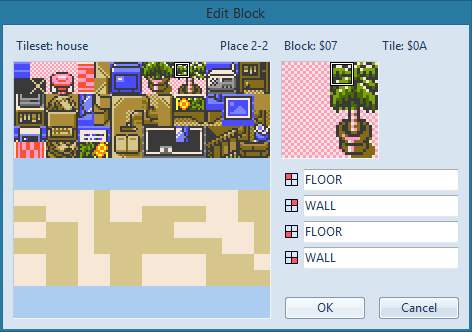 Edit Block
Tileset: house Place 2-2 Block: $07 Tile: $0A
FLOOR
WALL
FLOOR
WALL
OK Cancel